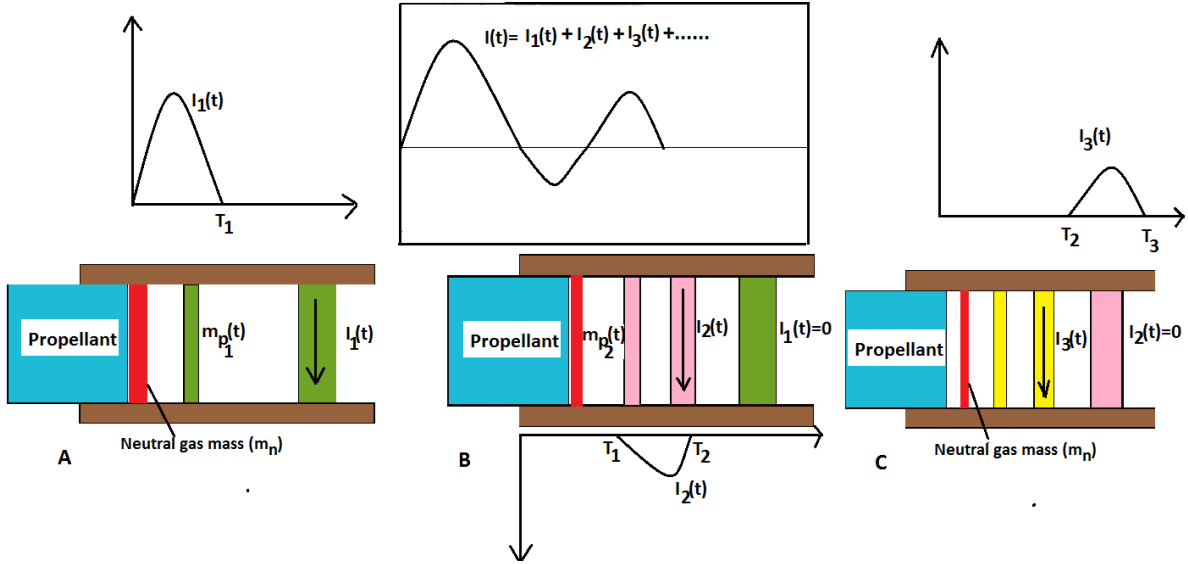 I1(t)
T1
I(t)= I1(t) + I2(t) + I3(t) +......
I3(t)
T2
T3
Propellant
mp1(t)
I1(t)
Neutral gas mass (mn)
A
Propellant
mp2(t)
I2(t)
I1(t)=0
T1
T2
I2(t)
B
Propellant
I3(t)
I2(t)=0
Neutral gas mass (mn)
C